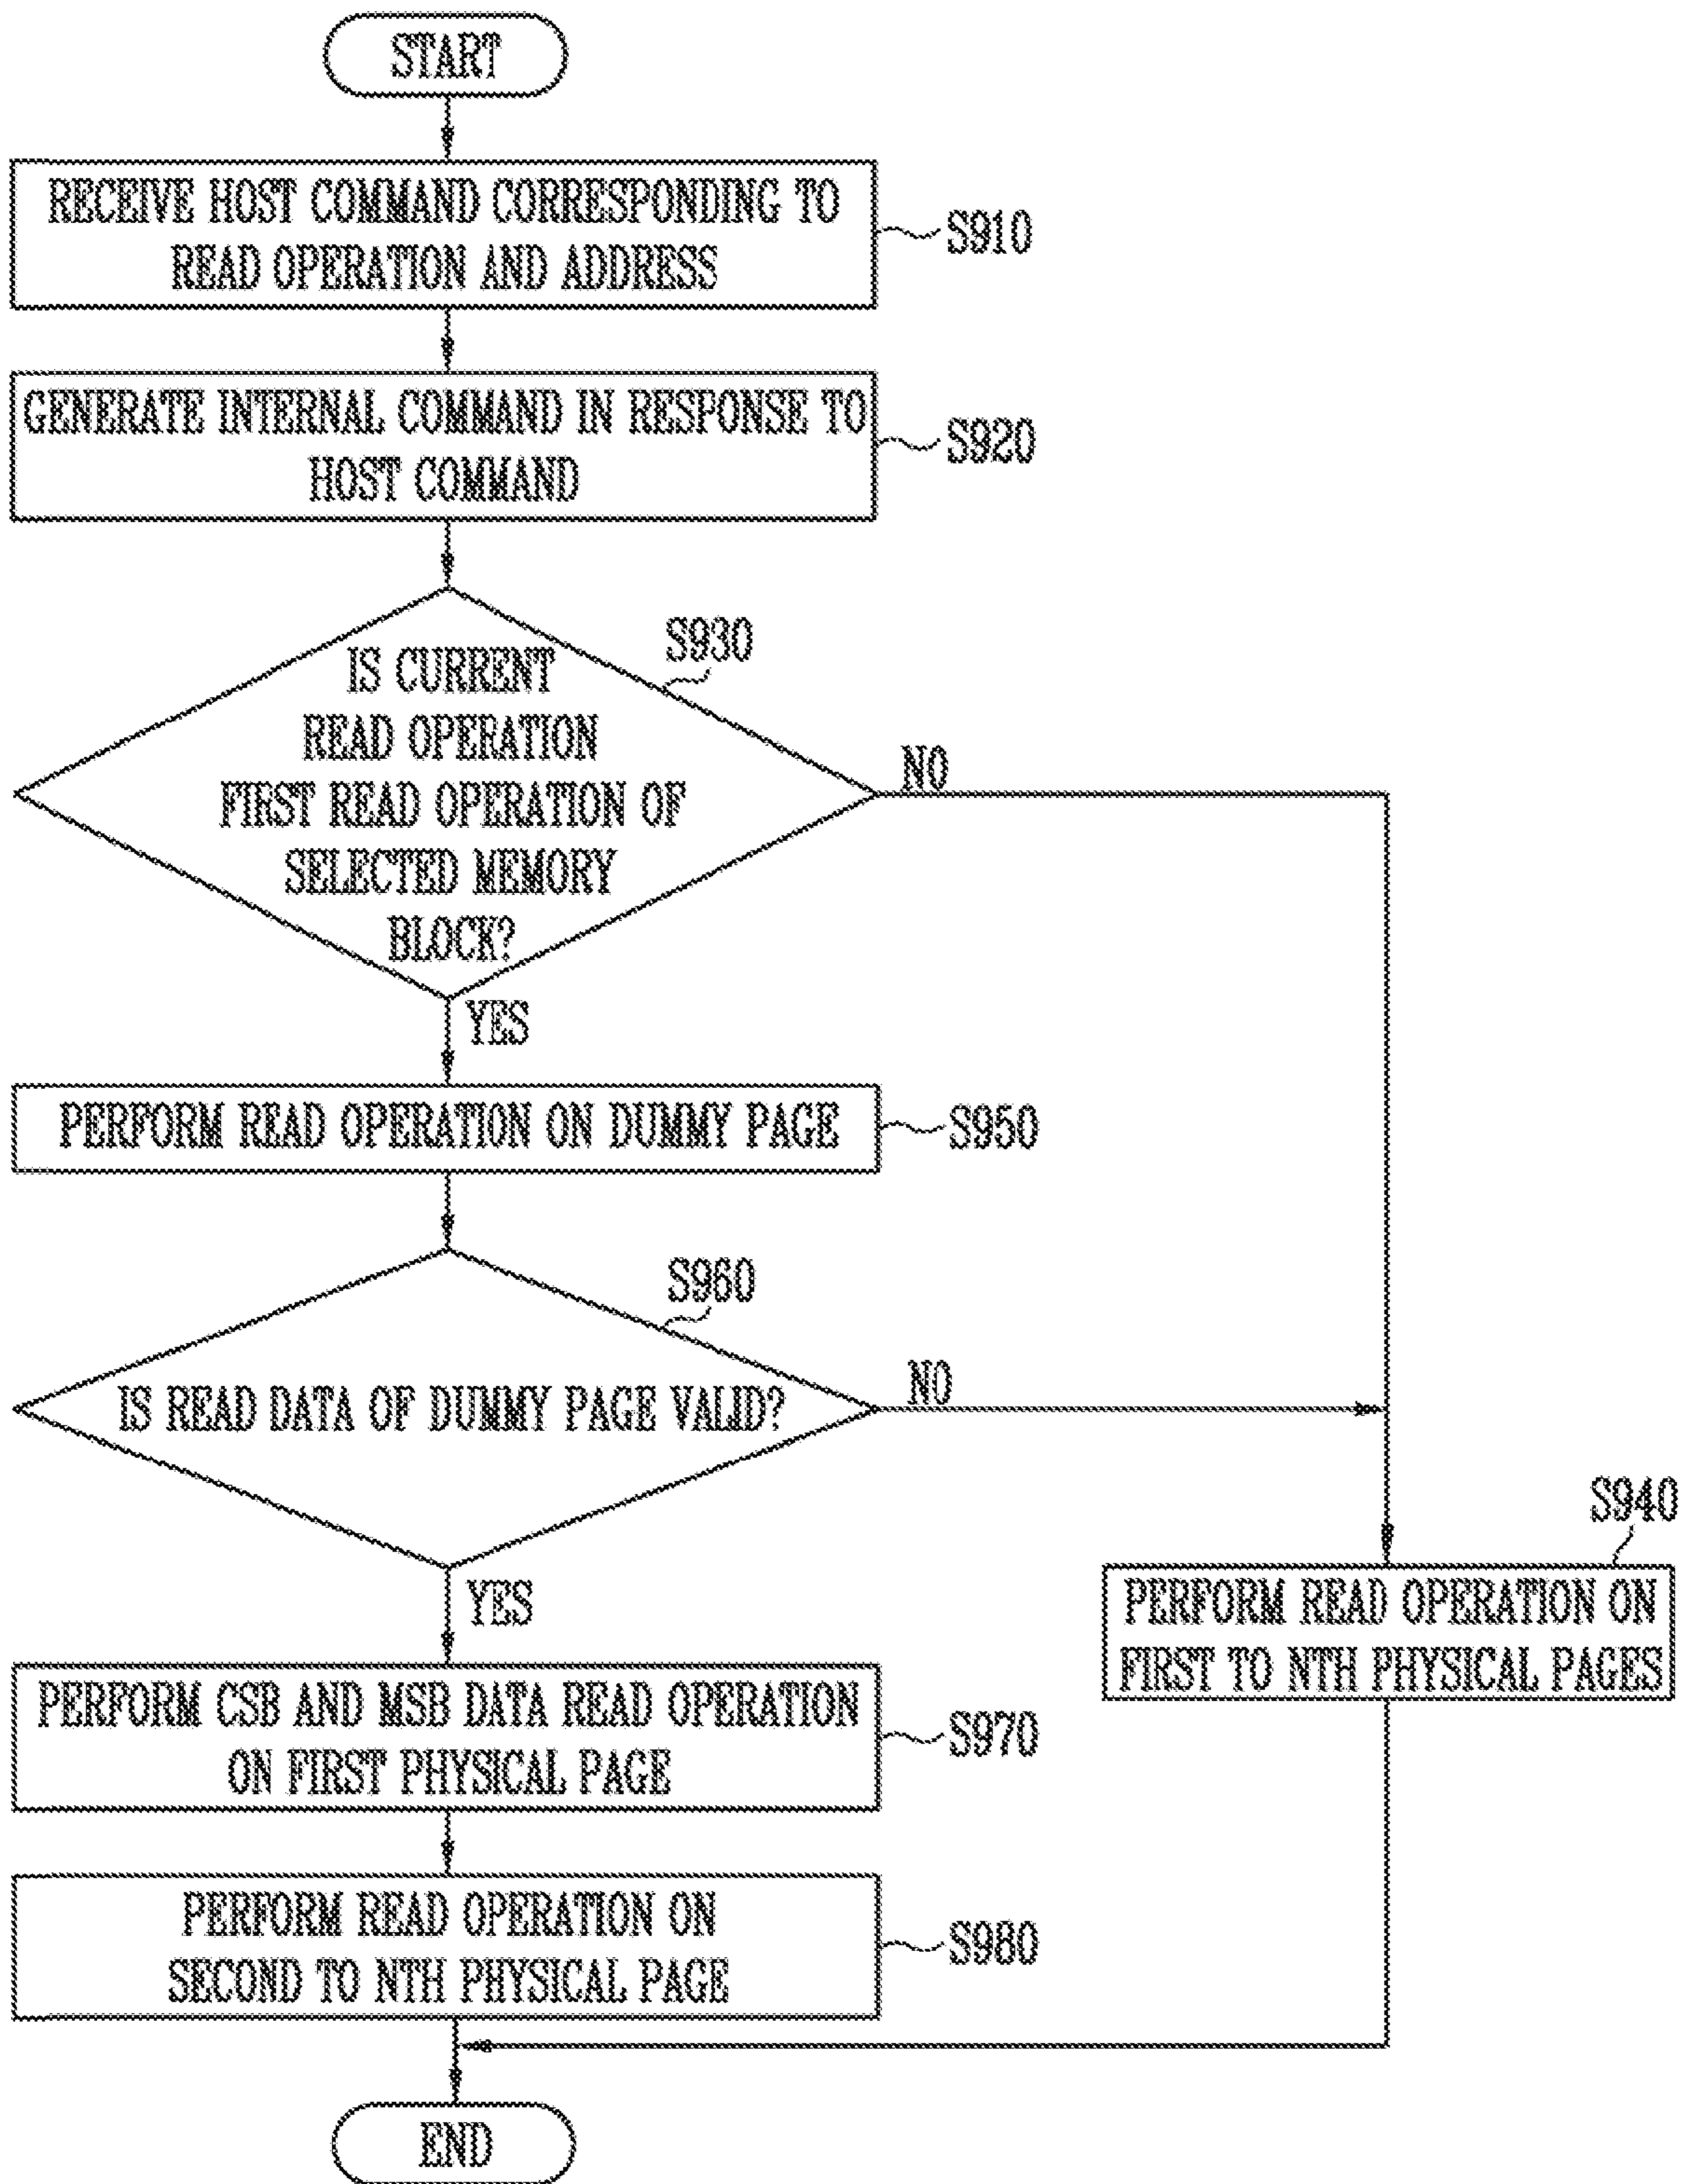 START
RECEIVE HOST COMMAND CORRESPONDING TO
READ OPERATION AND ADDRESS
S910
GENERATE INTERNAL COMMAND IN RESPONSE TO
HOST COMMAND
S920
S930
IS CURRENT
READ OPERATION
FIRST READ OPERATION OF
SELECTED MEMORY
BLOCK?
NO
YES
PERFORM READ OPERATION ON DUMMY PAGE
S950
S960
IS READ DATA OF DUMMY PAGE VALID?
NO
YES
S940
PERFORM READ OPERATION ON
FIRST TO NTH PHYSICAL PAGES
PERFORM CSB AND MSB DATA READ OPERATION
ON FIRST PHYSICAL PAGE
S970
PERFORM READ OPERATION ON
SECOND TO NTH PHYSICAL PAGE
S980
END